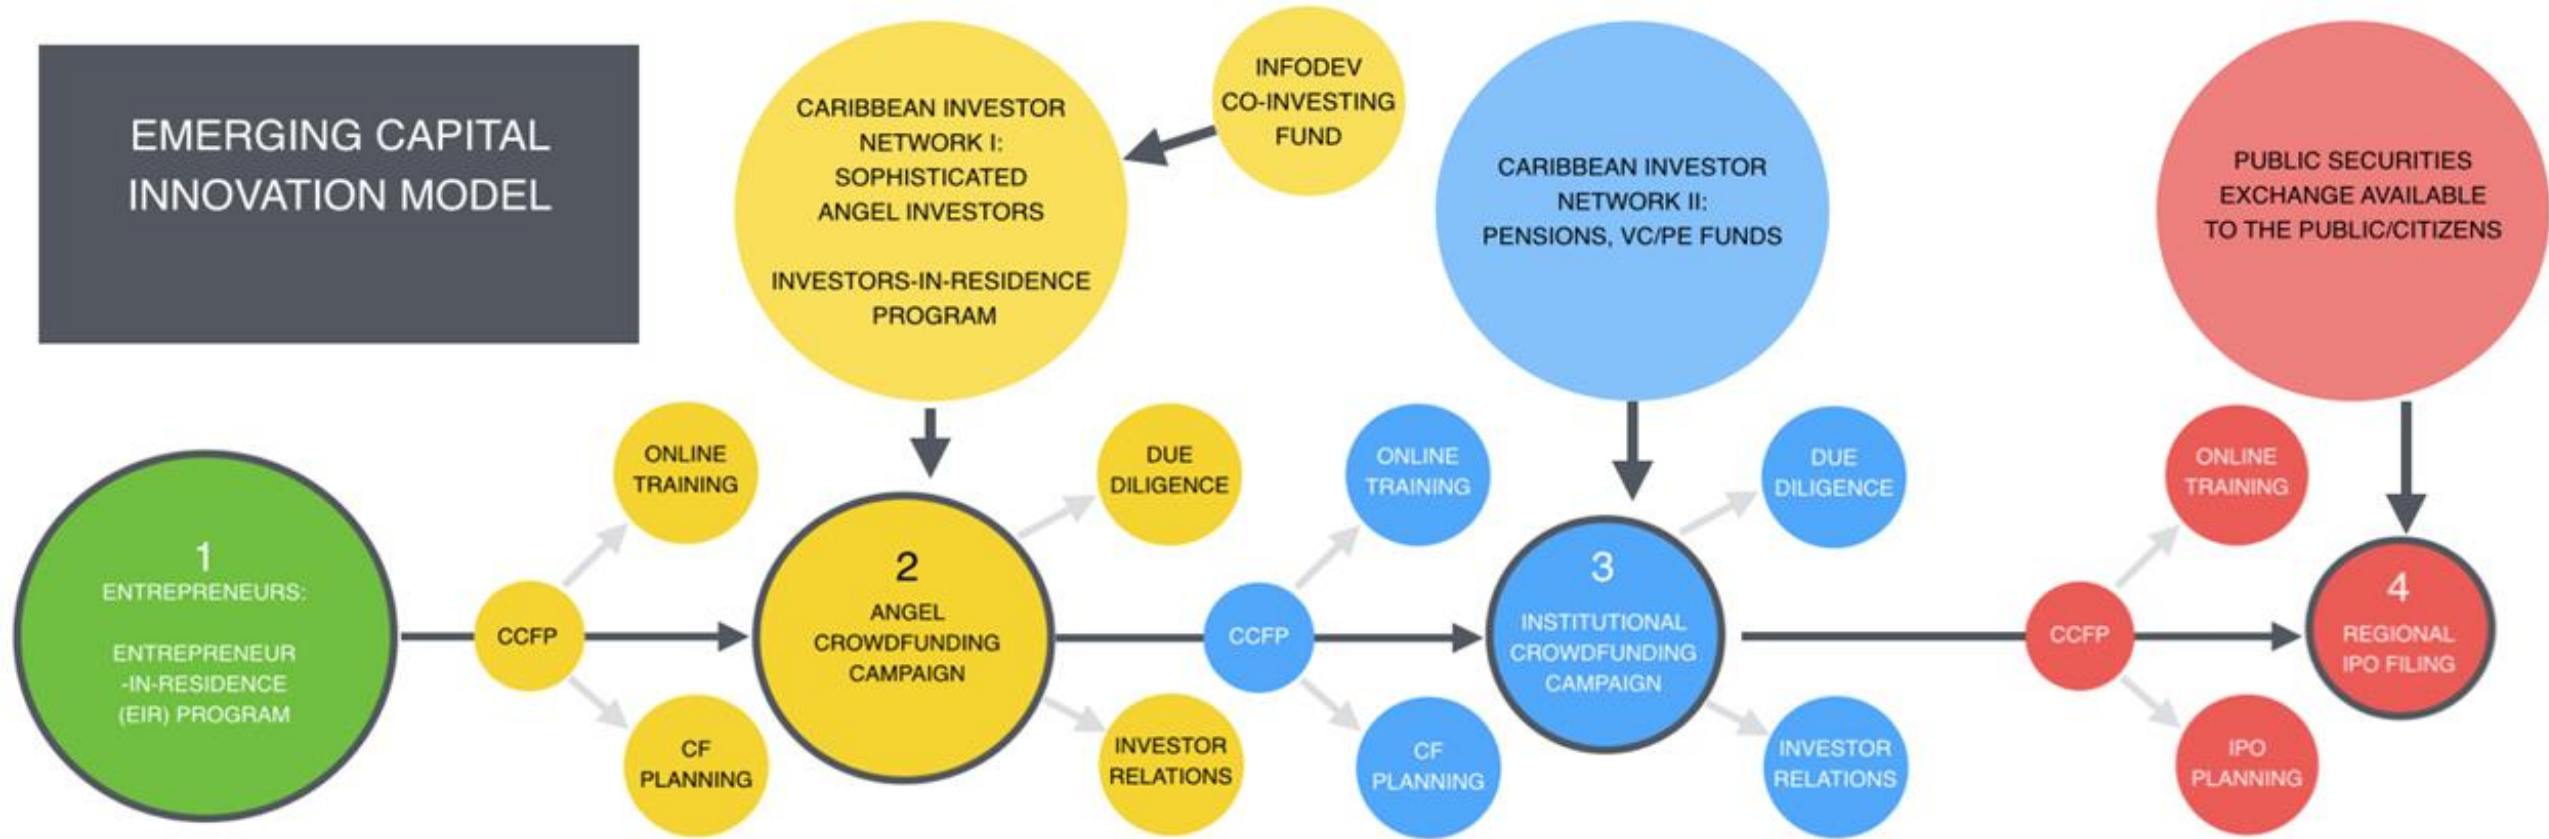 EMERGING CAPITAL
INNOVATION MODEL
CARIBBEAN INVESTOR
NETWORK I:
SOPHISTICATED
ANGEL INVESTORS
INVESTORS-IN-RESIDENCE
PROGRAM
INFODEV
CO-INVESTING
FUND
CARIBBEAN INVESTOR
NETWORK II:
PENSIONS, VC/PE FUNDS
PUBLIC SECURITIES
EXCHANGE AVAILABLE
TO THE PUBLIC/CITIZENS
1
ENTREPRENEURS:
ENTREPRENEUR
-IN-RESIDENCE
(EIR) PROGRAM
CCFP
ONLINE
TRAINING
CF
PLANNING
2
ANGEL
CROWDFUNDING
CAMPAIGN
DUE
DILIGENCE
INVESTOR
RELATIONS
CCFP
ONLINE
TRAINING
CF
PLANNING
3
INSTITUTIONAL
CROWDFUNDING
CAMPAIGN
DUE
DILIGENCE
INVESTOR
RELATIONS
CCFP
ONLINE
TRAINING
IPO
PLANNING
4
REGIONAL
IPO FILING